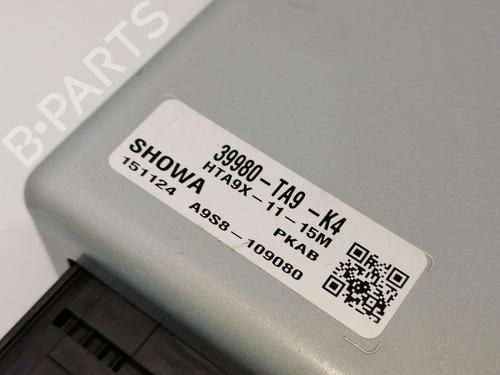 B-PARTS
39980-TA9 -K4
HTA9X-11-15M
SHOWA PKAB
151124 A9S8-109080